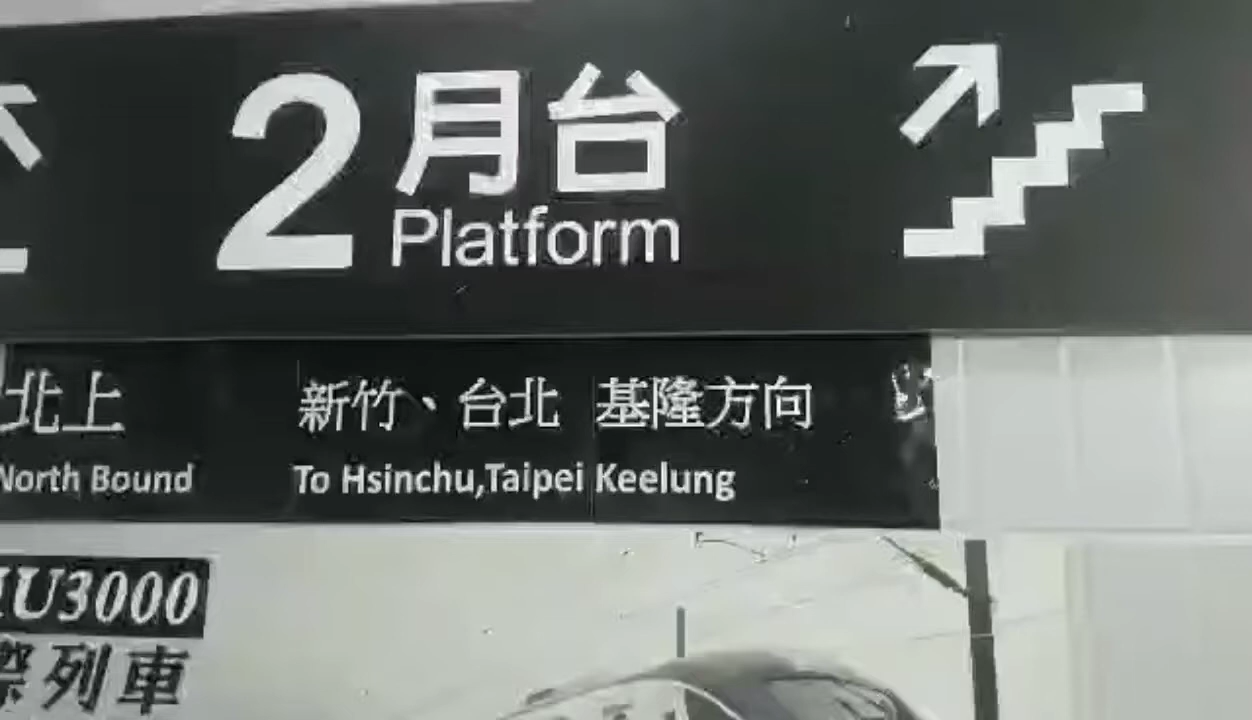 2月台
Platform
北上 新竹、台北 基隆方向
North Bound To Hsinchu,Taipei Keelung
U3000
列車